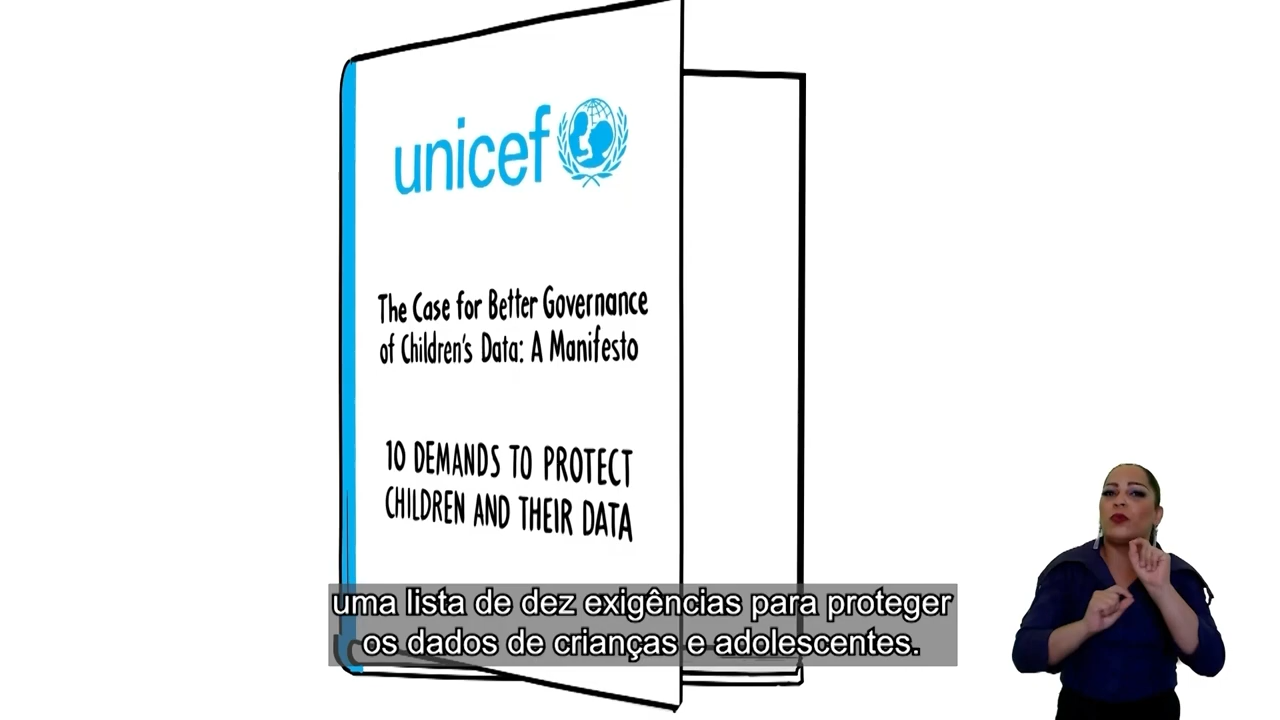 unicef
The Case for Better Governance
of Children's Data: A Manifesto
10 DEMANDS TO PROTECT
CHILDREN AND THEIR DATA
uma lista de dez exigências para proteger
os dados de crianças e adolescentes.